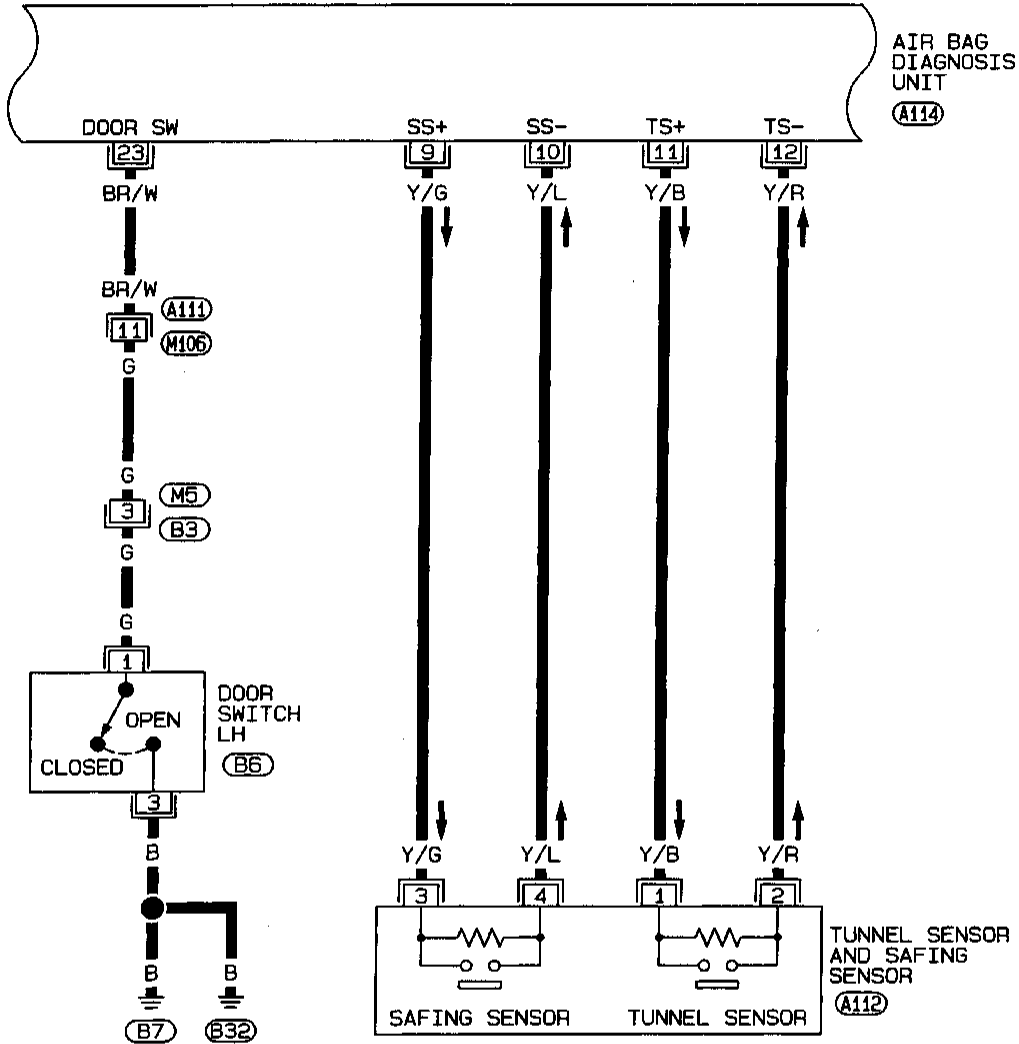 AIR BAG
DIAGNOSIS
UNIT
A114
DOOR SW SS+ SS- TS+ TS-
23 9 10 11 12
BR/W Y/G Y/L Y/B Y/R
BR/W
A111
11
M106
G
G
M5
3
B3
G
G
1
DOOR
SWITCH
LH
B6
OPEN
CLOSED
3
B
Y/G Y/L Y/B Y/R
3 4 1 2
TUNNEL SENSOR
AND SAFING
SENSOR
A112
B B
SAFING SENSOR TUNNEL SENSOR
B7 B32